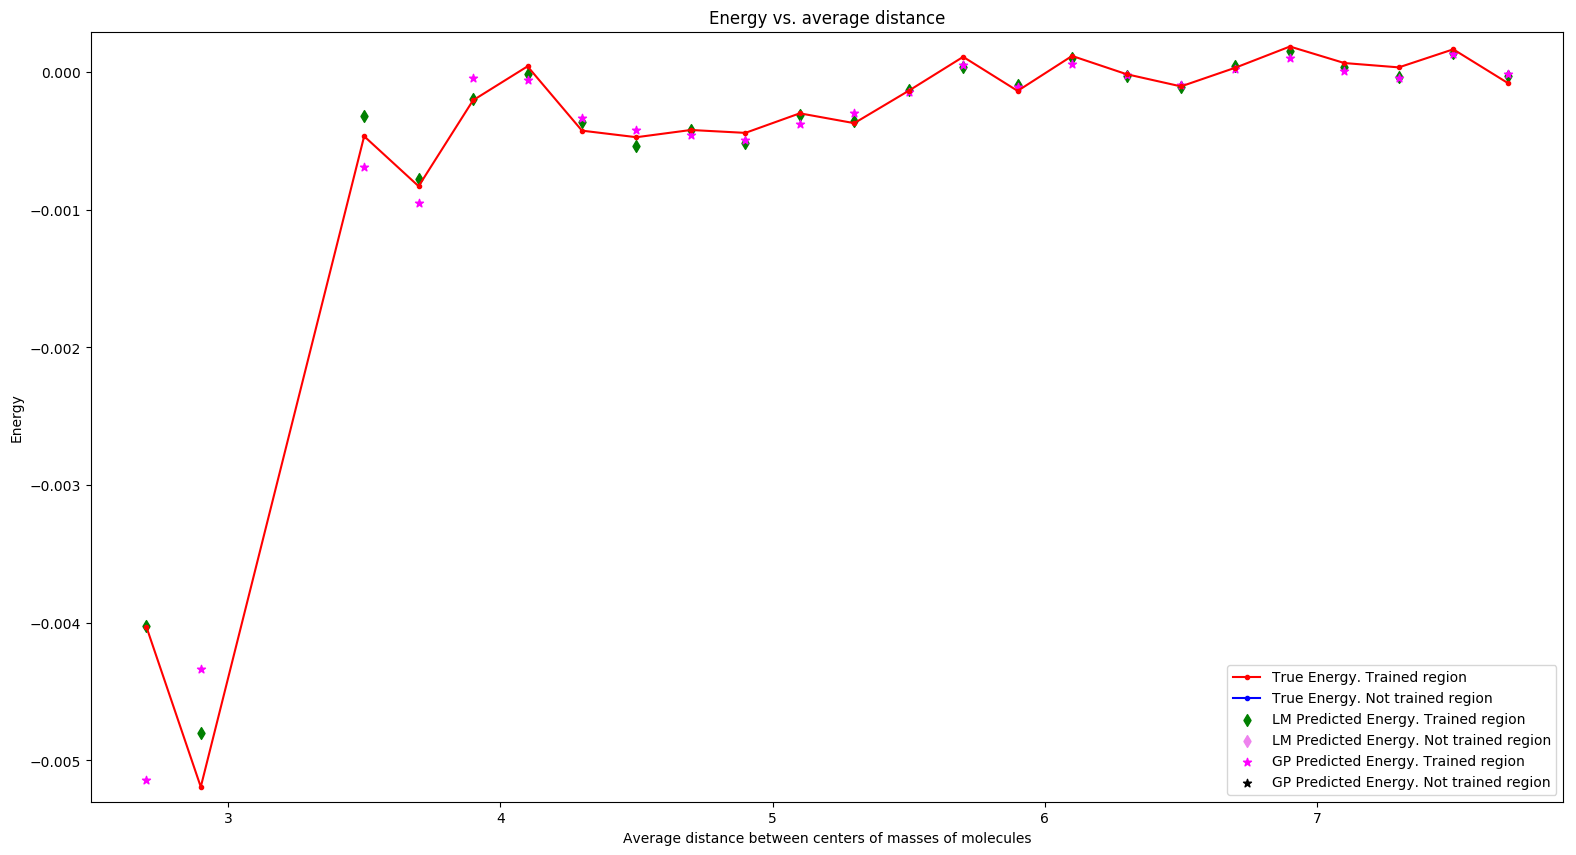 Energy vs. average distance
0.000
−0.001
−0.002
−0.003
−0.004
−0.005
Energy
3 4 5 6 7
Average distance between centers of masses of molecules
True Energy. Trained region
True Energy. Not trained region
LM Predicted Energy. Trained region
LM Predicted Energy. Not trained region
GP Predicted Energy. Trained region
GP Predicted Energy. Not trained region